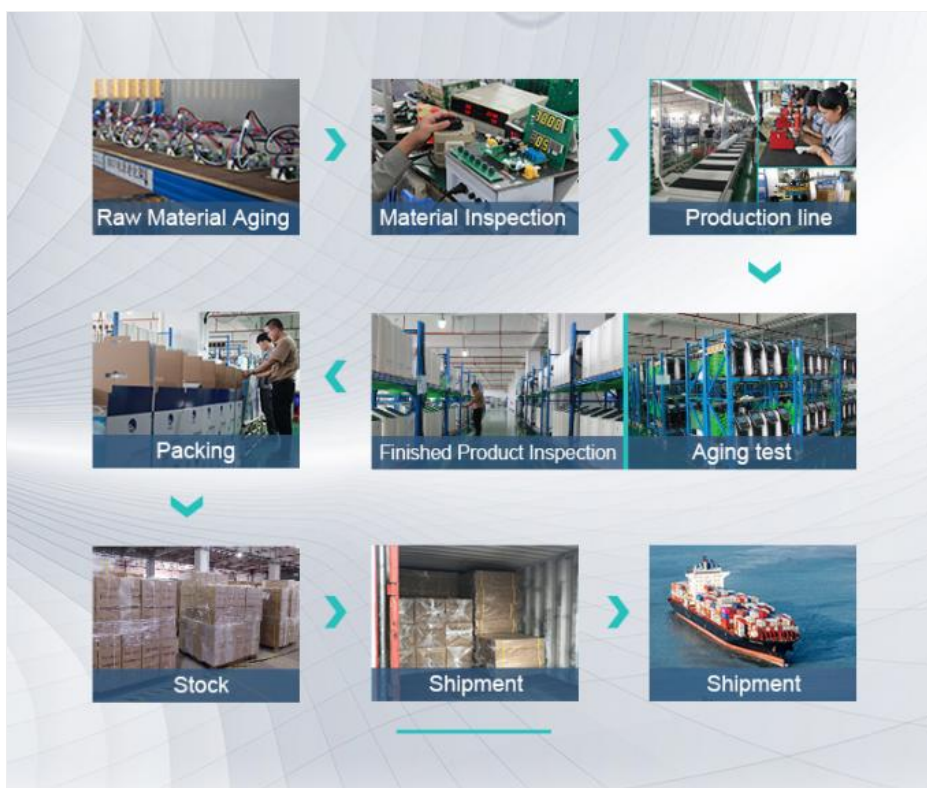 Raw Material Aging
Material Inspection
Production line
Aging test
Finished Product Inspection
Packing
Stock
Shipment
Shipment